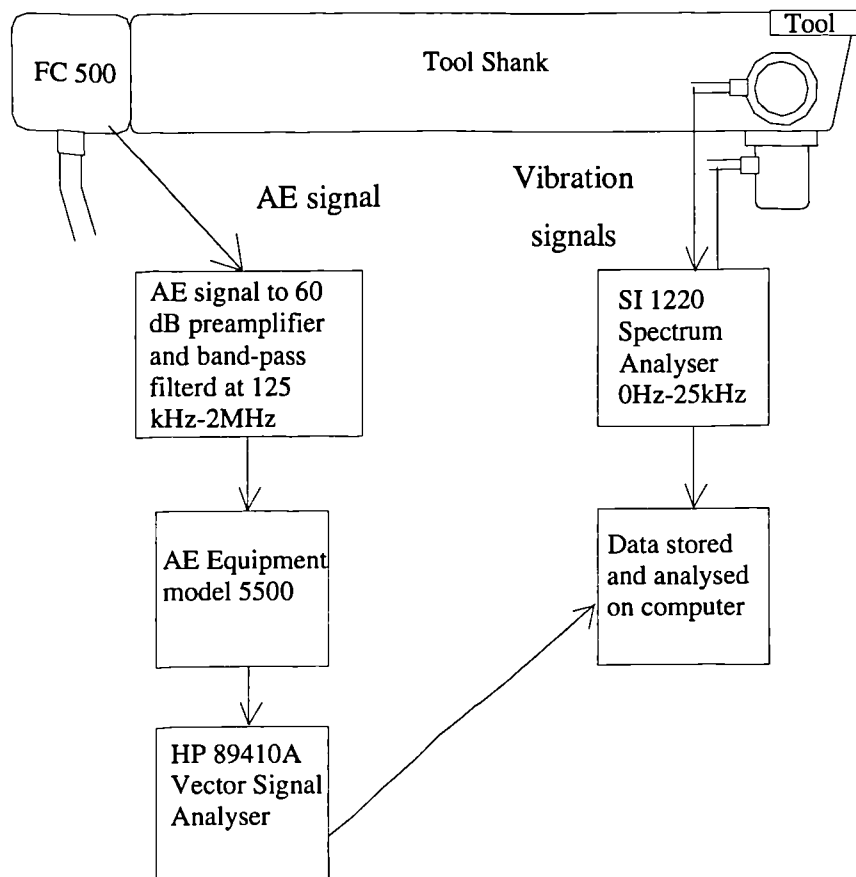 Tool
FC 500
Tool Shank
AE signal
Vibration
signals
AE signal to 60
dB preamplifier
and band-pass
filterd at 125
kHz-2MHz
SI 1220
Spectrum
Analyser
0Hz-25kHz
AE Equipment
model 5500
Data stored
and analysed
on computer
HP 89410A
Vector Signal
Analyser